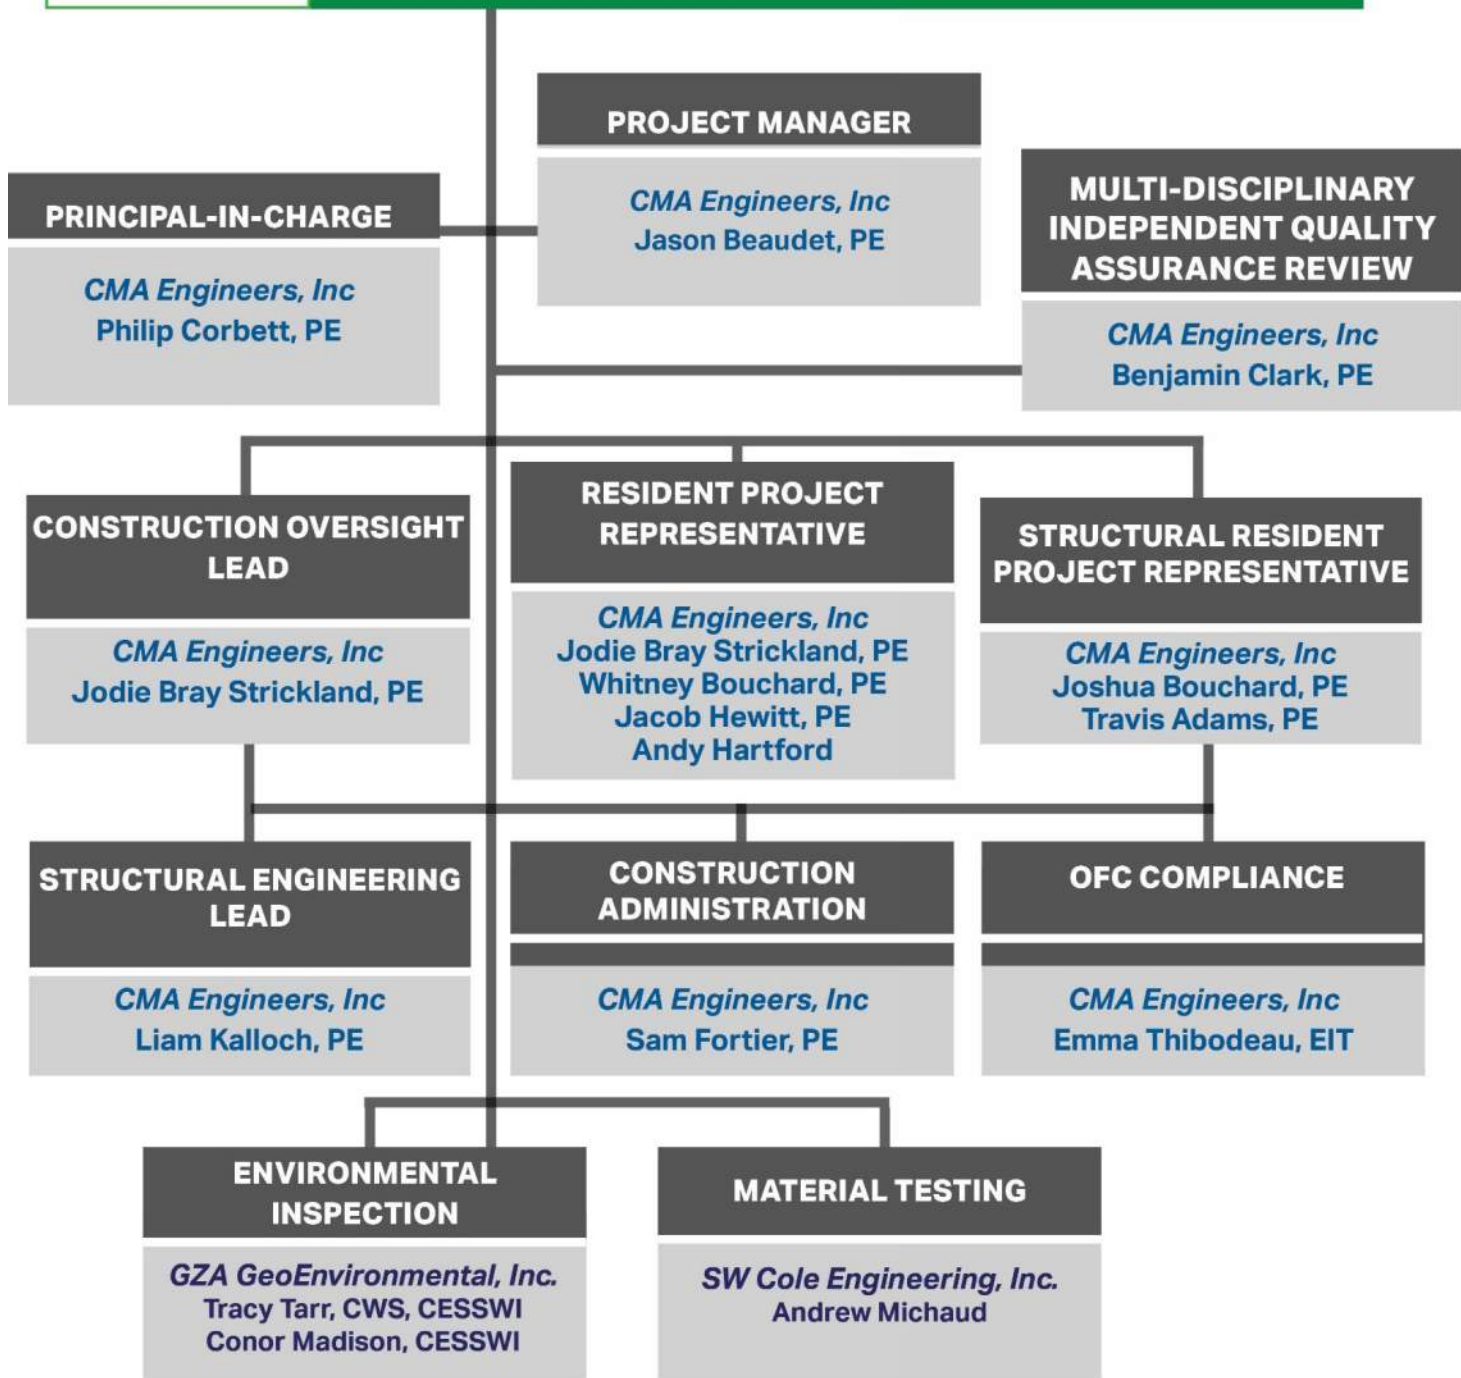 PROJECT MANAGER
CMA Engineers, Inc
Jason Beaudet, PE
PRINCIPAL-IN-CHARGE
CMA Engineers, Inc
Philip Corbett, PE
MULTI-DISCIPLINARY
INDEPENDENT QUALITY
ASSURANCE REVIEW
CMA Engineers, Inc
Benjamin Clark, PE
CONSTRUCTION OVERSIGHT
LEAD
CMA Engineers, Inc
Jodie Bray Strickland, PE
RESIDENT PROJECT
REPRESENTATIVE
CMA Engineers, Inc
Jodie Bray Strickland, PE
Whitney Bouchard, PE
Jacob Hewitt, PE
Andy Hartford
STRUCTURAL RESIDENT
PROJECT REPRESENTATIVE
CMA Engineers, Inc
Joshua Bouchard, PE
Travis Adams, PE
STRUCTURAL ENGINEERING
LEAD
CMA Engineers, Inc
Liam Kalloch, PE
CONSTRUCTION
ADMINISTRATION
CMA Engineers, Inc
Sam Fortier, PE
OFC COMPLIANCE
CMA Engineers, Inc
Emma Thibodeau, EIT
ENVIRONMENTAL
INSPECTION
GZA GeoEnvironmental, Inc.
Tracy Tarr, CWS, CESSWI
Conor Madison, CESSWI
MATERIAL TESTING
SW Cole Engineering, Inc.
Andrew Michaud